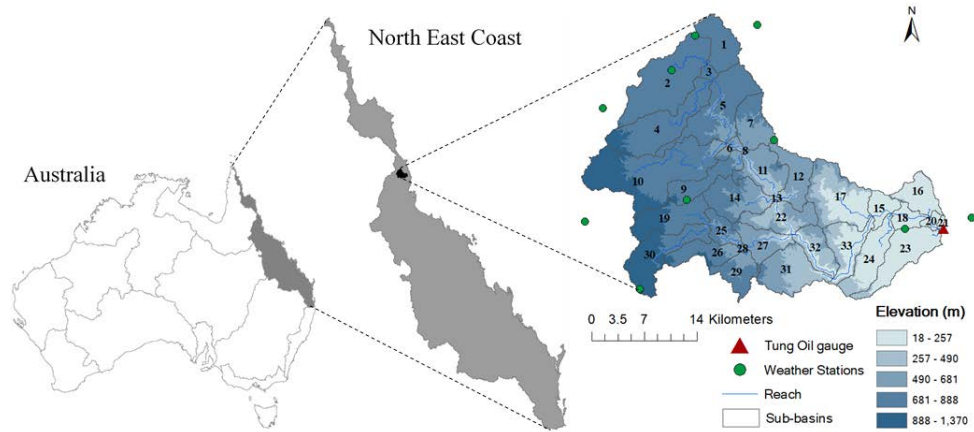 North East Coast
Australia
N
1
2
3
4
5
6
7
8
9
10
11
12
13
14
15
16
17
18
19
20
21
22
23
24
25
26
27
28
29
30
31
32
33
0 3.5 7 14 Kilometers
Tung Oil gauge
Weather Stations
Reach
Sub-basins
Elevation (m)
18 - 257
257 - 490
490 - 681
681 - 888
888 - 1,370